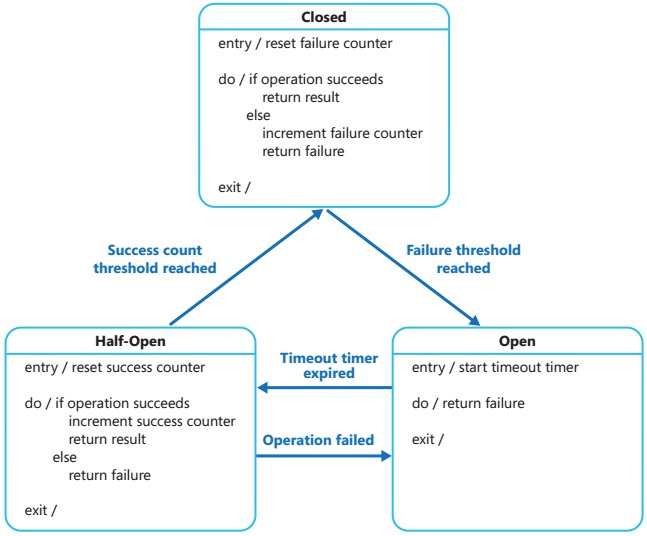 Closed
entry / reset failure counter
do / if operation succeeds
return result
else
increment failure counter
return failure
exit /
Success count
threshold reached
Failure threshold
reached
Half-Open
entry / reset success counter
do / if operation succeeds
increment success counter
return result
else
return failure
exit /
Timeout timer
expired
Operation failed
Open
entry / start timeout timer
do / return failure
exit /